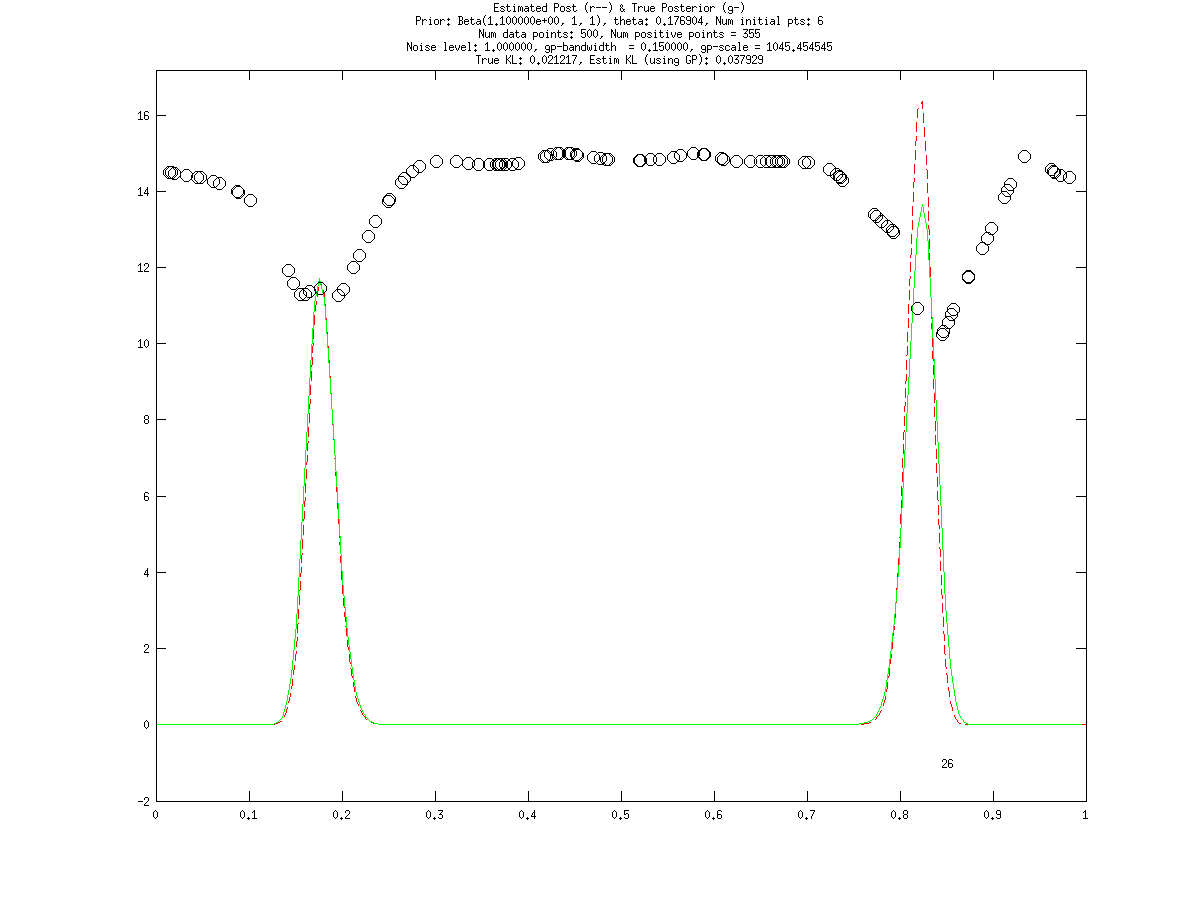 Estimated Post (r--) & True Posterior (g-)
Prior: Beta(1.100000e+00, 1, 1), theta: 0.176904, Num initial pts: 6
Num data points: 500, Num positive points = 355
Noise level: 1.000000, gp-bandwidth  = 0.150000, gp-scale = 1045.454545
True KL: 0.021217, Estim KL (using GP): 0.037929
16
14
12
10
8
6
4
2
0
26
-2
0 0.1 0.2 0.3 0.4 0.5 0.6 0.7 0.8 0.9 1